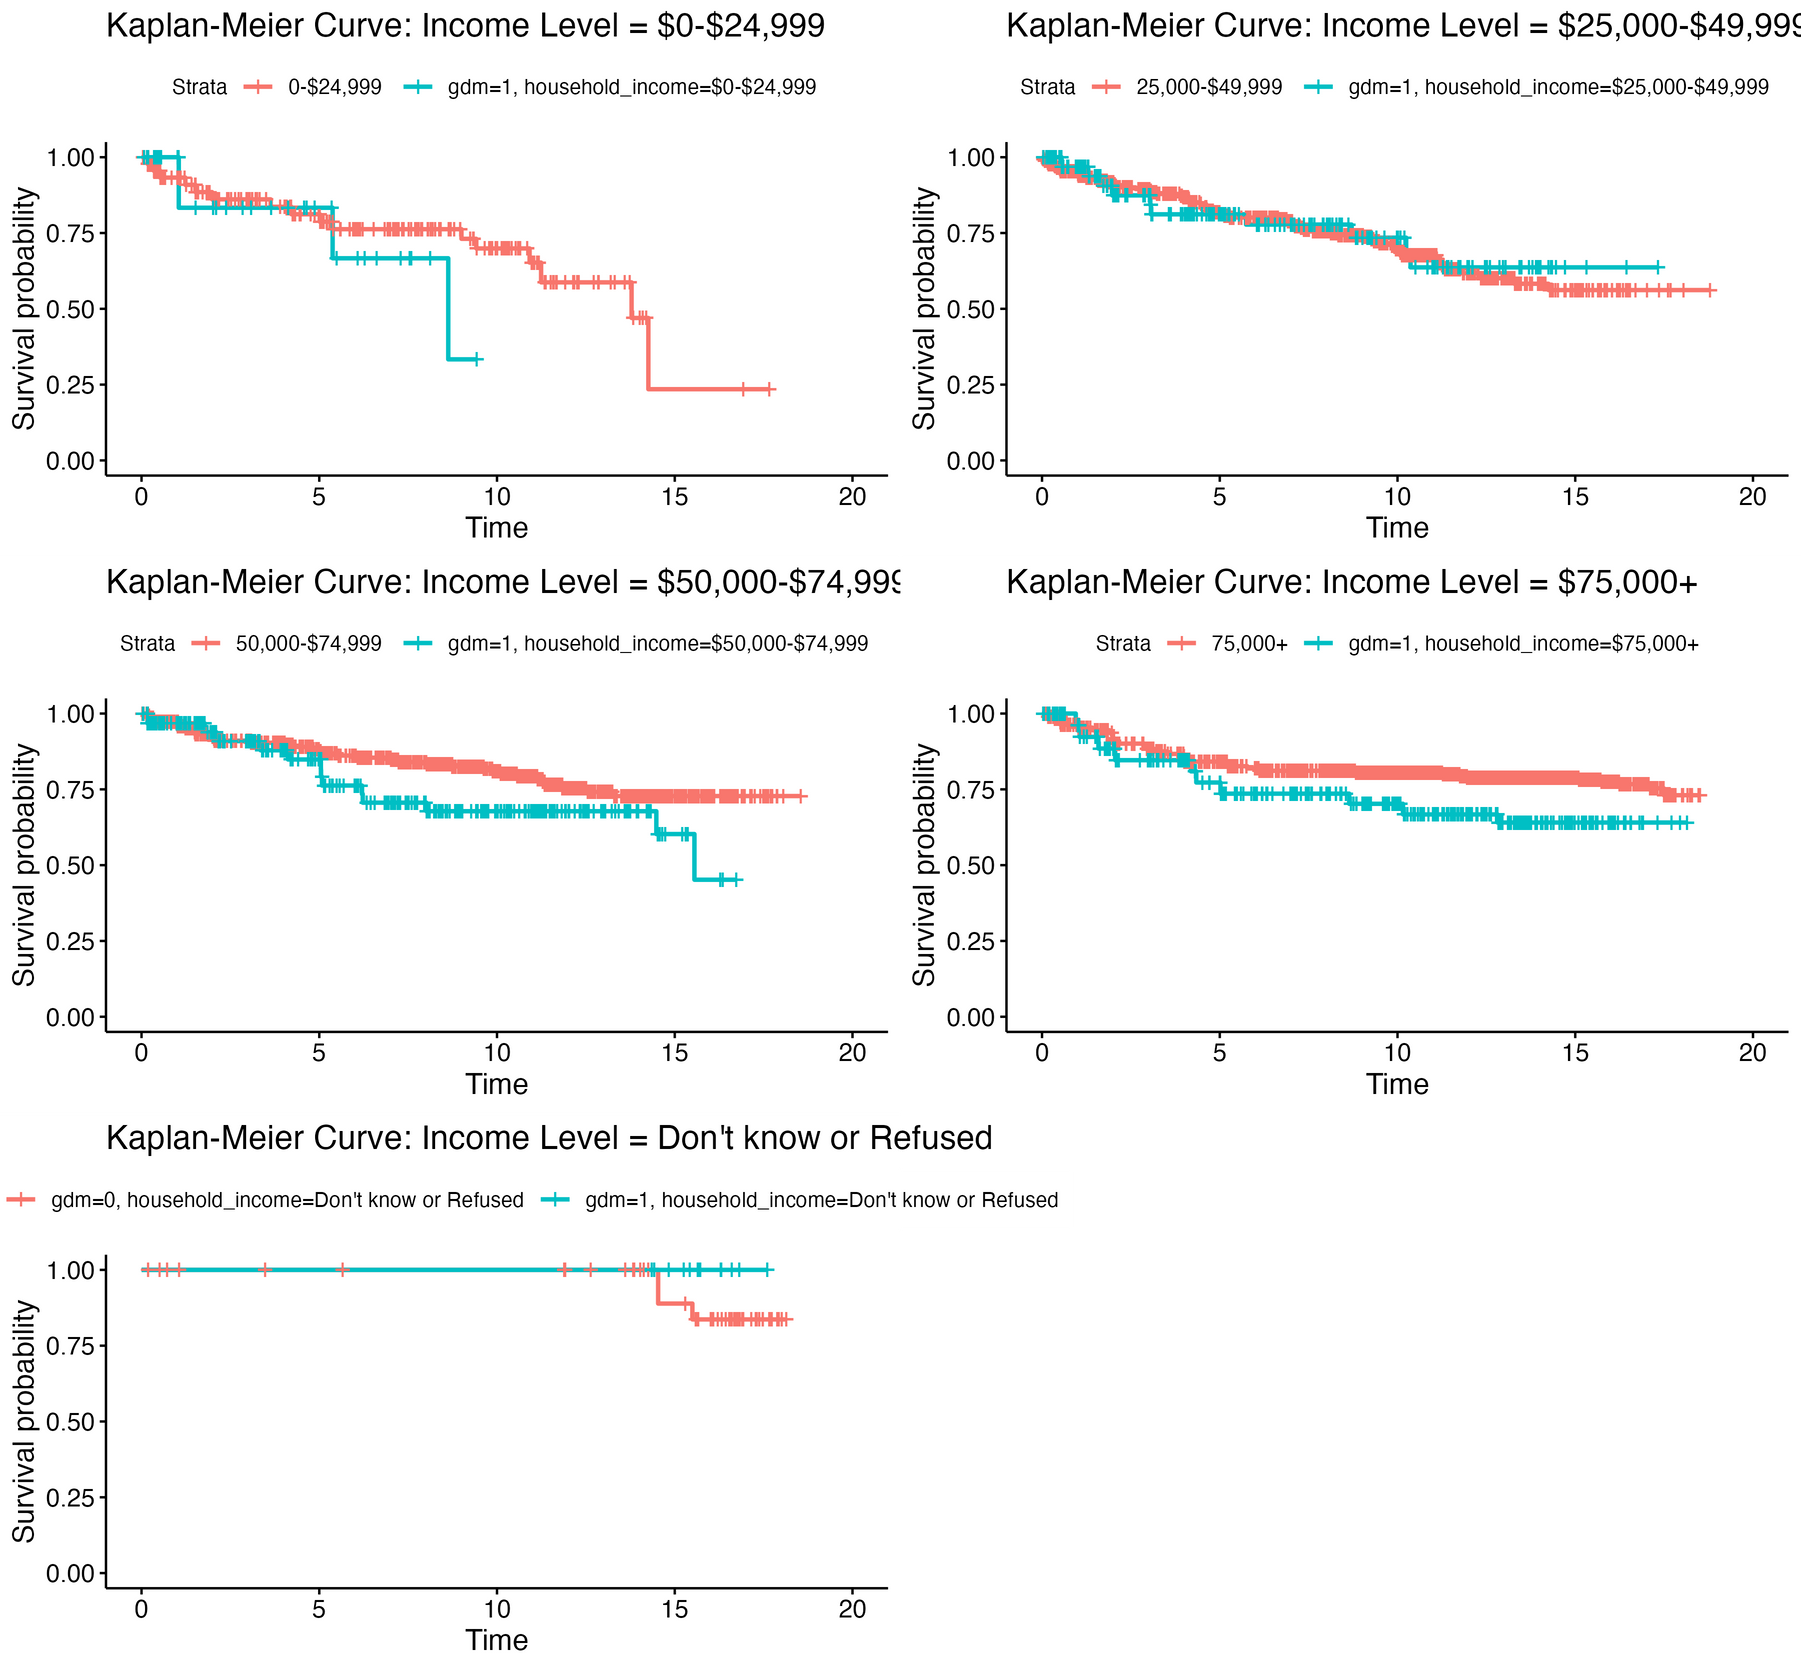 Kaplan-Meier Curve: Income Level = $0-$24,999
Strata 0-$24,999 gdm=1, household_income=$0-$24,999
Survival probability
1.00
0.75
0.50
0.25
0.00
0 5 10 15 20
Time
Kaplan-Meier Curve: Income Level = $25,000-$49,999
Strata 25,000-$49,999 gdm=1, household_income=$25,000-$49,999
Survival probability
1.00
0.75
0.50
0.25
0.00
0 5 10 15 20
Time
Kaplan-Meier Curve: Income Level = $50,000-$74,999
Strata 50,000-$74,999 gdm=1, household_income=$50,000-$74,999
Survival probability
1.00
0.75
0.50
0.25
0.00
0 5 10 15 20
Time
Kaplan-Meier Curve: Income Level = $75,000+
Strata 75,000+ gdm=1, household_income=$75,000+
Survival probability
1.00
0.75
0.50
0.25
0.00
0 5 10 15 20
Time
Kaplan-Meier Curve: Income Level = Don't know or Refused
gdm=0, household_income=Don't know or Refused gdm=1, household_income=Don't know or Refused
Survival probability
1.00
0.75
0.50
0.25
0.00
0 5 10 15 20
Time